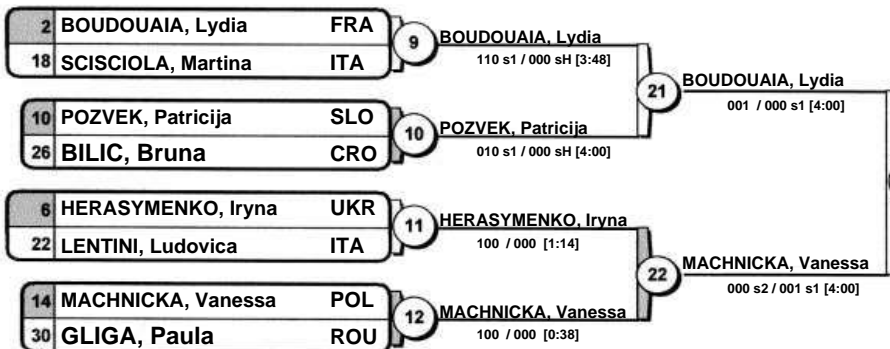 2 BOUDOUAIA, Lydia FRA
18 SCISCIOLA, Martina ITA
9
BOUDOUAIA, Lydia
110 s1 / 000 sH [3:48]
10 POZVEK, Patricija SLO
26 BILIC, Bruna CRO
10
POZVEK, Patricija
010 s1 / 000 sH [4:00]
21
BOUDOUAIA, Lydia
001 / 000 s1 [4:00]
6 HERASYMENKO, Iryna UKR
22 LENTINI, Ludovica ITA
11
HERASYMENKO, Iryna
100 / 000 [1:14]
14 MACHNICKA, Vanessa POL
30 GLIGA, Paula ROU
12
MACHNICKA, Vanessa
100 / 000 [0:38]
22
MACHNICKA, Vanessa
000 s2 / 001 s1 [4:00]